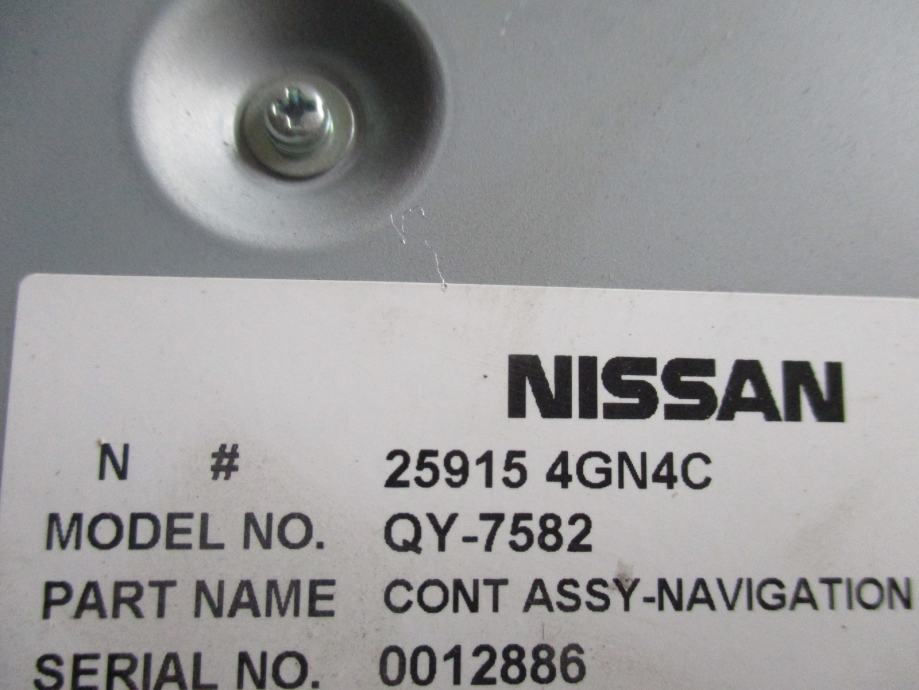 NISSAN
N # 25915 4GN4C
MODEL NO. QY-7582
PART NAME CONT ASSY-NAVIGATION
SERIAL NO. 0012886